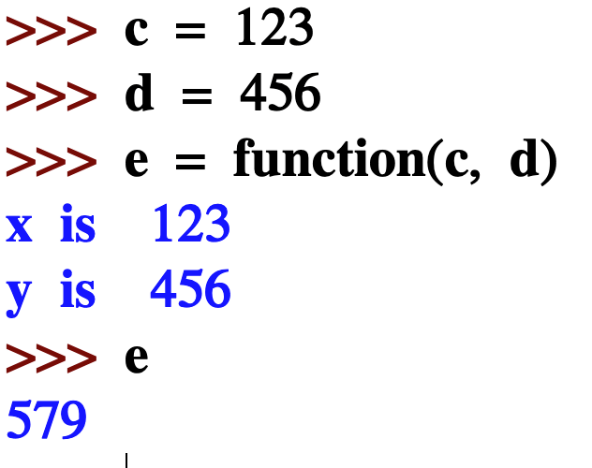 >>> c = 123
>>> d = 456
>>> e = function(c, d)
x is  123
y is  456
>>> e
579